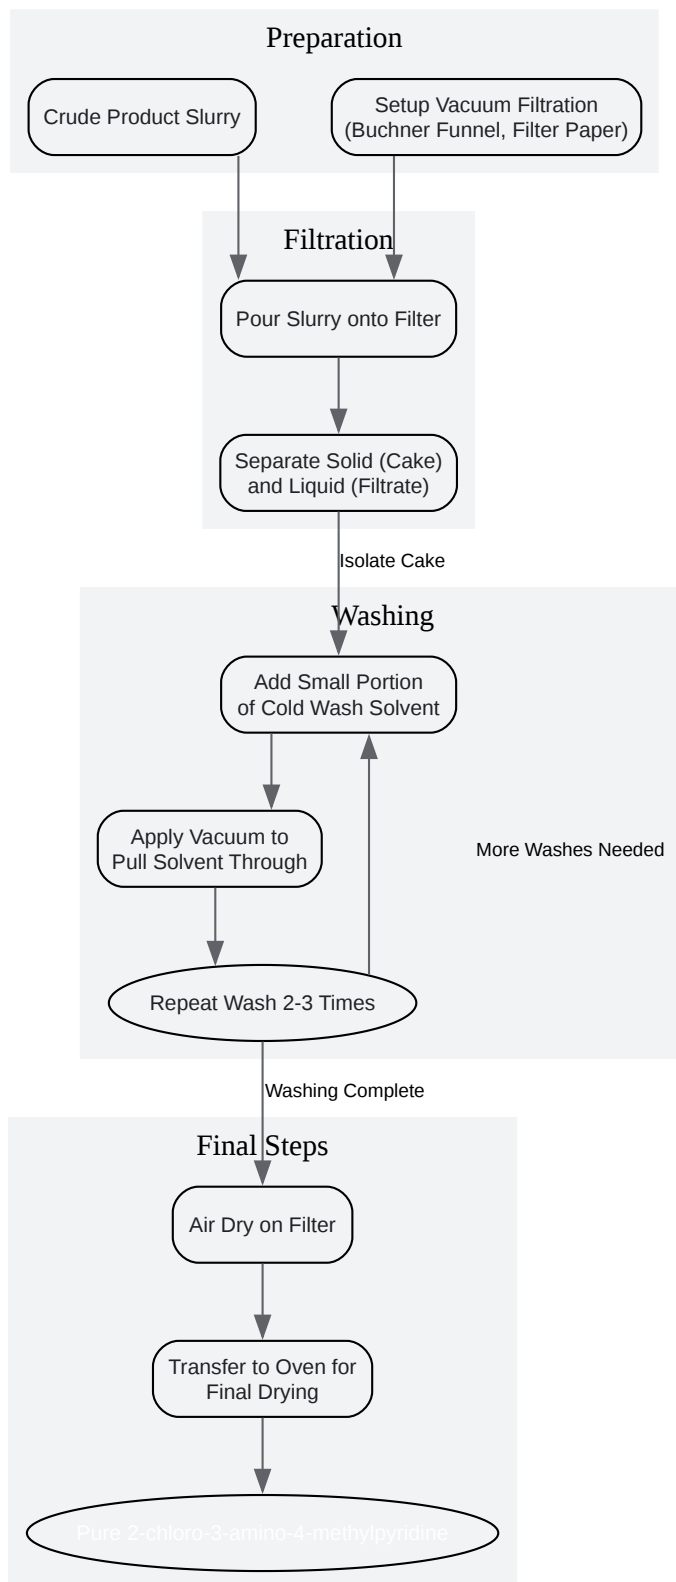 Preparation
Crude Product Slurry
Setup Vacuum Filtration
(Buchner Funnel, Filter Paper)
Filtration
Pour Slurry onto Filter
Separate Solid (Cake)
and Liquid (Filtrate)
Isolate Cake
Washing
Add Small Portion
of Cold Wash Solvent
Apply Vacuum to
Pull Solvent Through
More Washes Needed
Repeat Wash 2-3 Times
Washing Complete
Final Steps
Air Dry on Filter
Transfer to Oven for
Final Drying
Pure 2-chloro-3-amino-4-methylpyridine